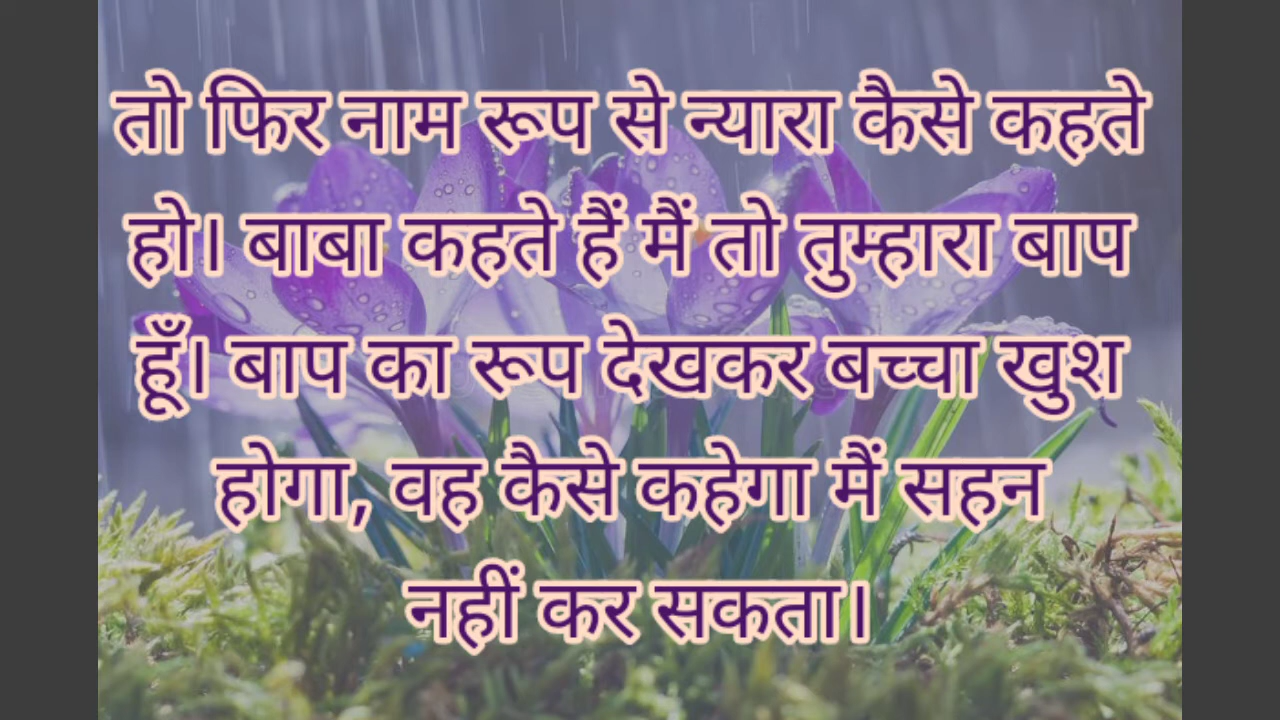 तो फिर नाम रूप से न्यारा कैसे कहते
हो। बाबा कहते हैं मैं तो तुम्हारा बाप
हूँ। बाप का रूप देखकर बच्चा खुश
होगा, वह कैसे कहेगा मैं सहन
नहीं कर सकता।